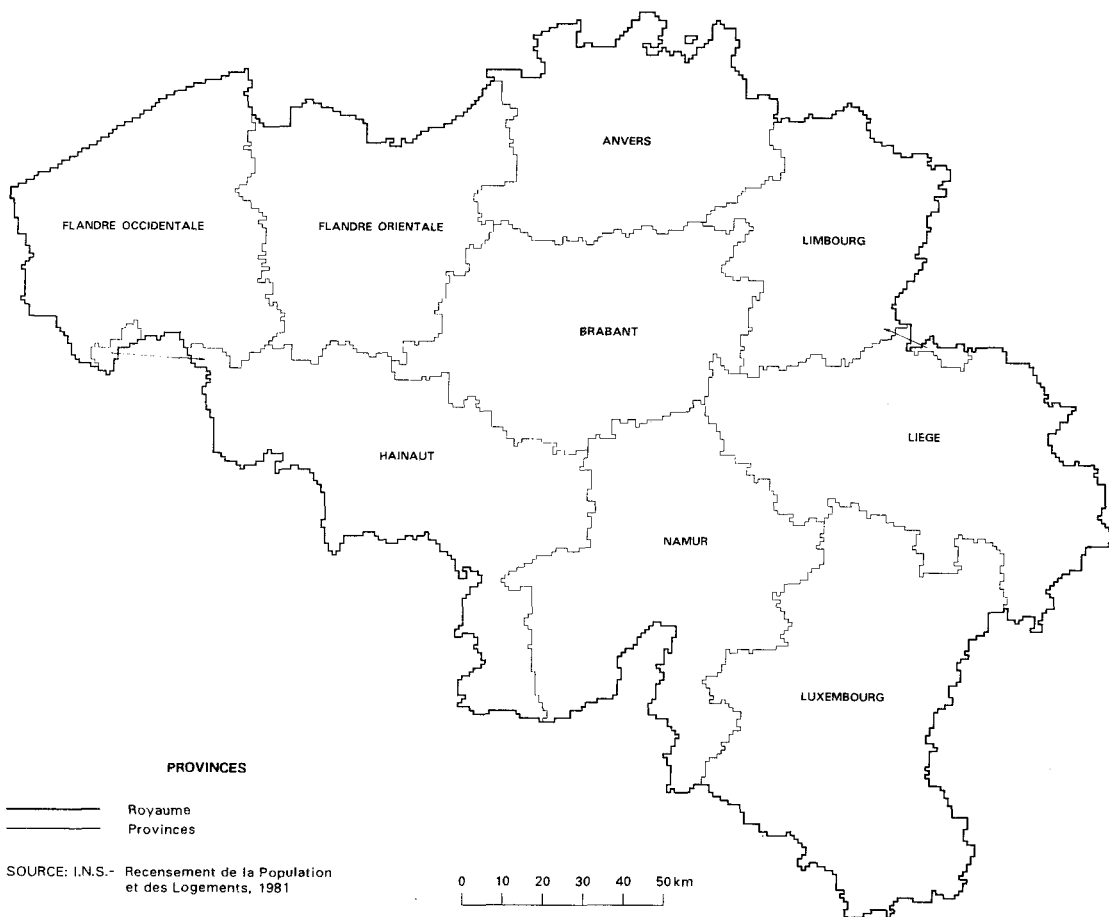 ANVERS
FLANDRE OCCIDENTALE
FLANDRE ORIENTALE
LIMBOURG
BRABANT
HAINAUT
LIEGE
NAMUR
LUXEMBOURG
PROVINCES
Royaume
Provinces
SOURCE: I.N.S.- Recensement de la Population
et des Logements, 1981
0 10 20 30 40 50 km